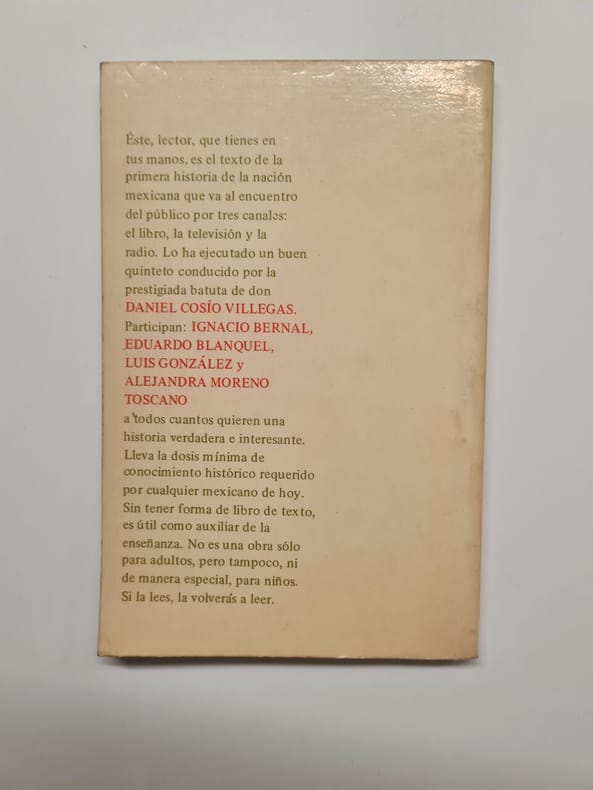 Éste, lector, que tienes en
tus manos, es el texto de la
primera historia de la nación
mexicana que va al encuentro
del público por tres canales:
el libro, la televisión y la
radio. Lo ha ejecutado un buen
quinteto conducido por la
prestigiada batuta de don
DANIEL COSÍO VILLEGAS.
Participan: IGNACIO BERNAL,
EDUARDO BLANQUEL,
LUIS GONZÁLEZ y
ALEJANDRA MORENO
TOSCANO
a todos cuantos quieren una
historia verdadera e interesante.
Lleva la dosis mínima de
conocimiento histórico requerido
por cualquier mexicano de hoy.
Sin tener forma de libro de texto,
es útil como auxiliar de la
enseñanza. No es una obra sólo
para adultos, pero tampoco, ni
de manera especial, para niños.
Si la lees, la volverás a leer.